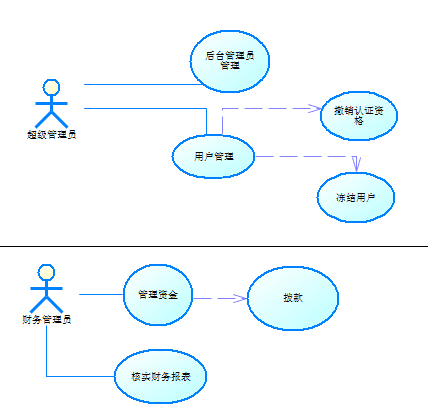 后台管理员
管理
撤销认证资
格
超级管理员
用户管理
冻结用户
管理资金
拨款
财务管理员
核实财务报表